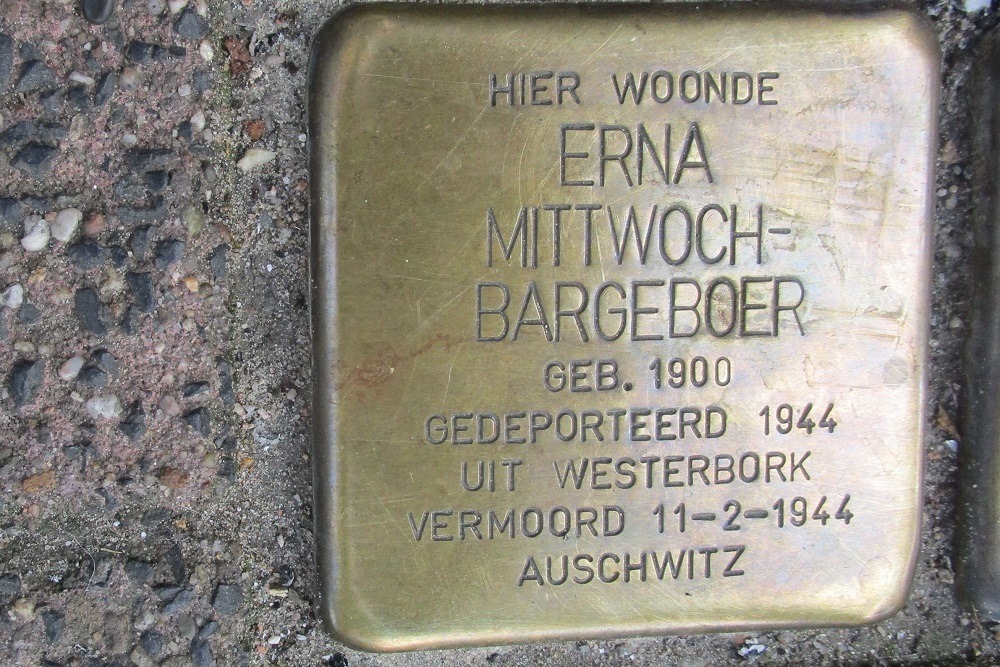 HIER WOONDE
ERNA
MITTWOCH-
BARGEBOER
GEB. 1900
GEDEPORTEERD 1944
UIT WESTERBORK
VERMOORD 11-2-1944
AUSCHWITZ